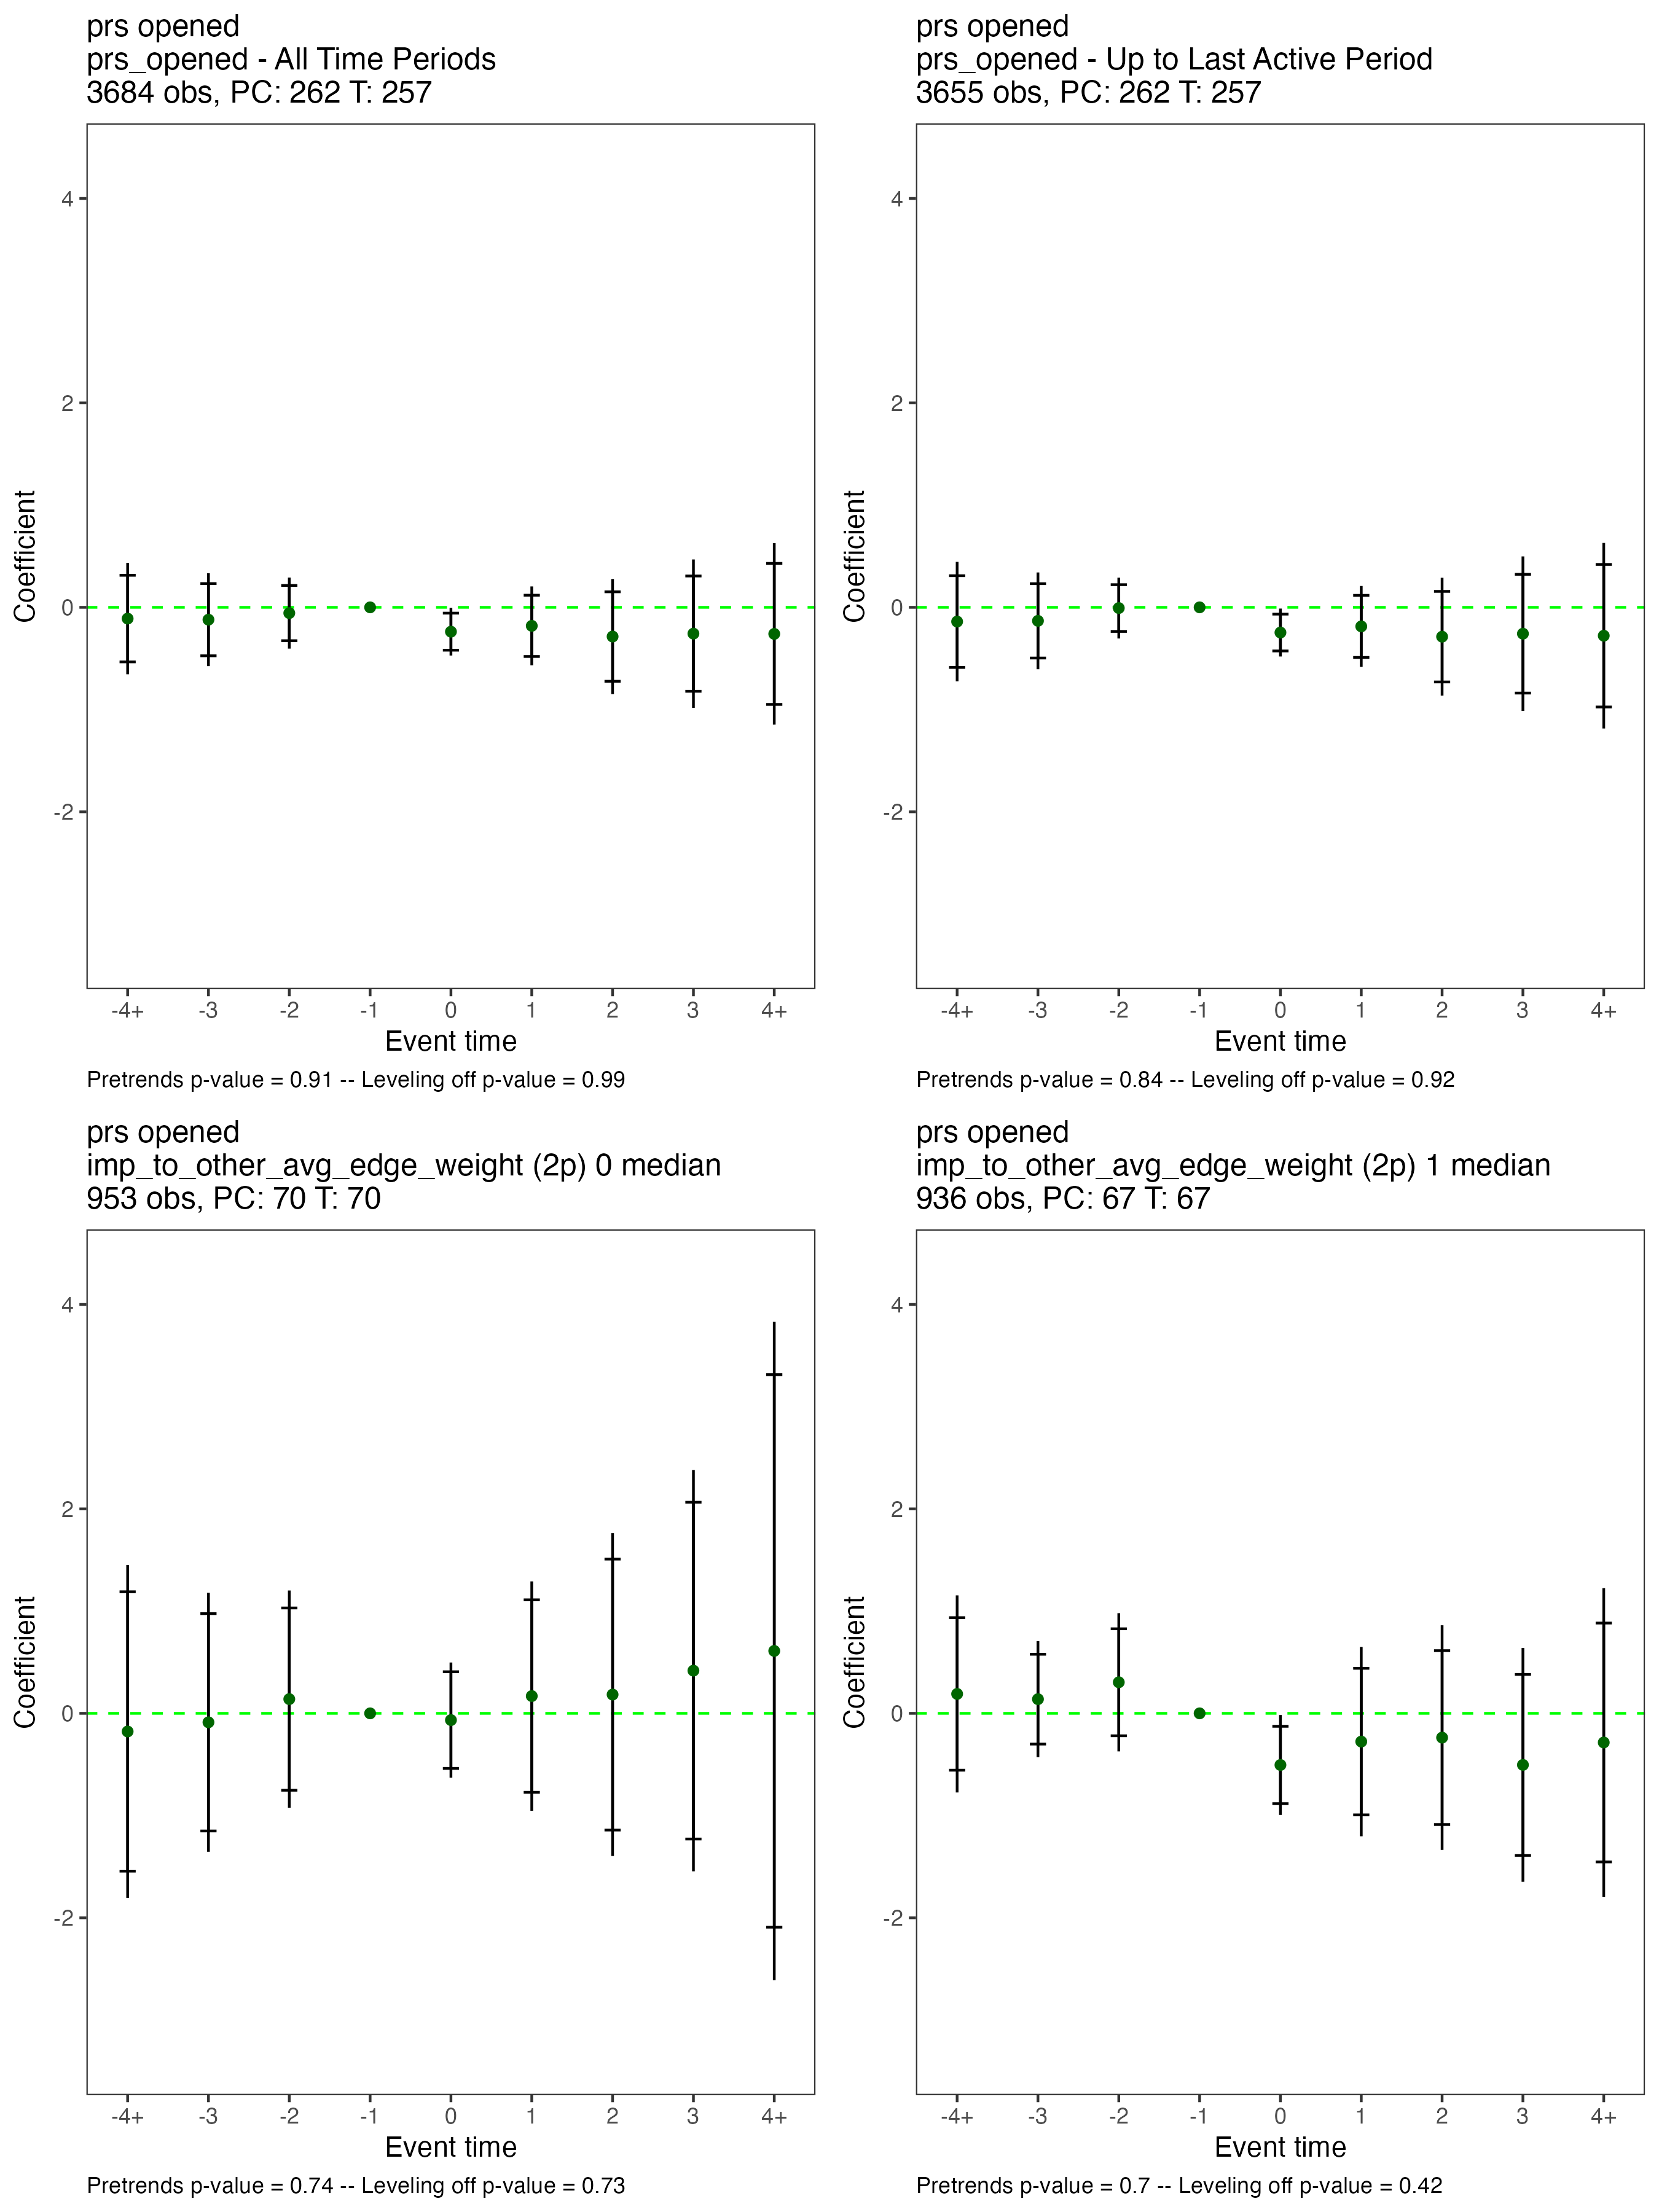 prs opened
prs_opened - All Time Periods
3684 obs, PC: 262 T: 257
4
2
0
-2
Coefficient
-4+ -3 -2 -1 0 1 2 3 4+
Event time
Pretrends p-value = 0.91 -- Leveling off p-value = 0.99
prs opened
prs_opened - Up to Last Active Period
3655 obs, PC: 262 T: 257
4
2
0
-2
Coefficient
-4+ -3 -2 -1 0 1 2 3 4+
Event time
Pretrends p-value = 0.84 -- Leveling off p-value = 0.92
prs opened
imp_to_other_avg_edge_weight (2p) 0 median
953 obs, PC: 70 T: 70
4
2
0
-2
Coefficient
-4+ -3 -2 -1 0 1 2 3 4+
Event time
Pretrends p-value = 0.74 -- Leveling off p-value = 0.73
prs opened
imp_to_other_avg_edge_weight (2p) 1 median
936 obs, PC: 67 T: 67
4
2
0
-2
Coefficient
-4+ -3 -2 -1 0 1 2 3 4+
Event time
Pretrends p-value = 0.7 -- Leveling off p-value = 0.42